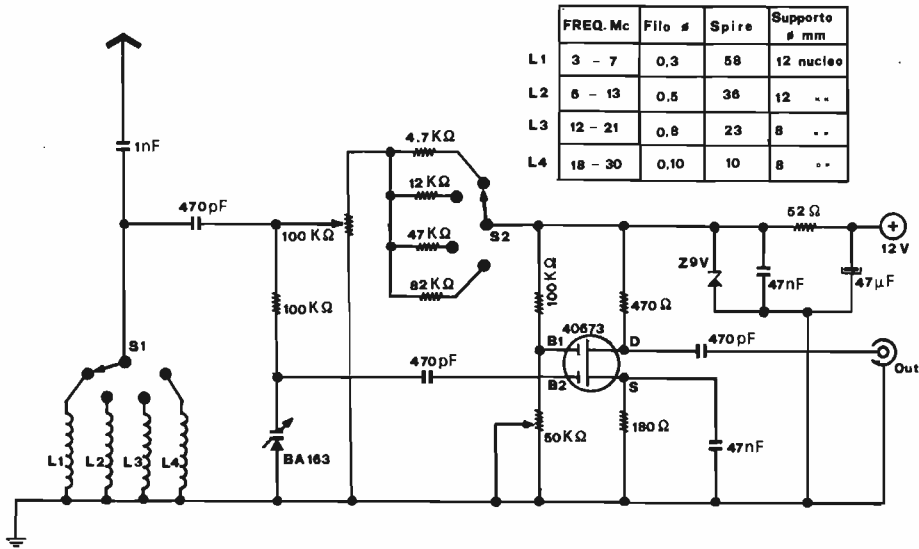 FREQ. Mc Filo ø Spire Supporto ø mm
L1 3 - 7 0,3 58 12 nucleo
L2 6 - 13 0,5 36 12 " "
L3 12 - 21 0,8 23 8 " "
L4 18 - 30 0,10 10 8 " "
1nF
4.7KΩ
12KΩ
470pF
100KΩ
47KΩ
S2
82KΩ
52Ω
12V
Z9V
47nF
47µF
100KΩ
100KΩ
470Ω
40673
B1
D
470pF
Out
S1
470pF
B2
S
L1
L2
L3
L4
BA163
50KΩ
180Ω
47nF